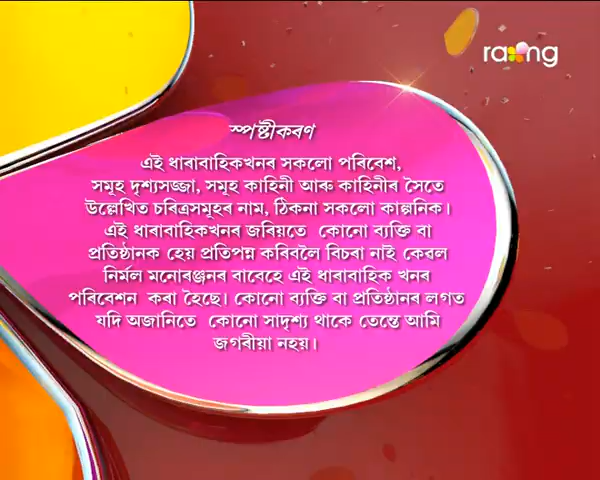 rang
স্পষ্টীকৰণ
এই ধাৰাবাহিকখনৰ সকলো পৰিবেশ,
সমূহ দৃশ্যসজ্জা, সমূহ কাহিনী আৰু কাহিনীৰ সৈতে
উল্লেখিত চৰিত্ৰসমূহৰ নাম, ঠিকনা সকলো কাল্পনিক।
এই ধাৰাবাহিকখনৰ জৰিয়তে কোনো ব্যক্তি বা
প্ৰতিষ্ঠানক হেয় প্ৰতিপন্ন কৰিবলৈ বিচৰা নাই কেৱল
নিৰ্মল মনোৰঞ্জনৰ বাবেহে এই ধাৰাবাহিক খনৰ
পৰিবেশন কৰা হৈছে। কোনো ব্যক্তি বা প্ৰতিষ্ঠানৰ লগত
যদি অজানিতে কোনো সাদৃশ্য থাকে তেন্তে আমি
জগৰীয়া নহয়।